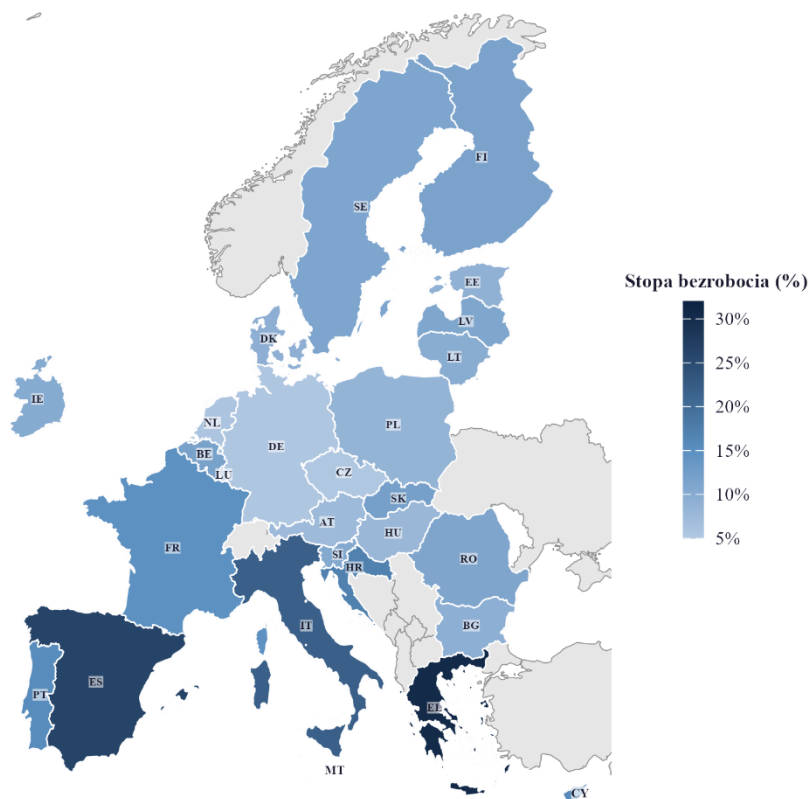 FI
SE
Stopa bezrobocia (%)
EE
30%
LV
DK
LT
25%
IE
20%
NL
PL
DE
15%
BE
CZ
LU
10%
SK
AT
HU
5%
FR
SI
RO
HR
IT
BG
ES
PT
EL
MT
CY